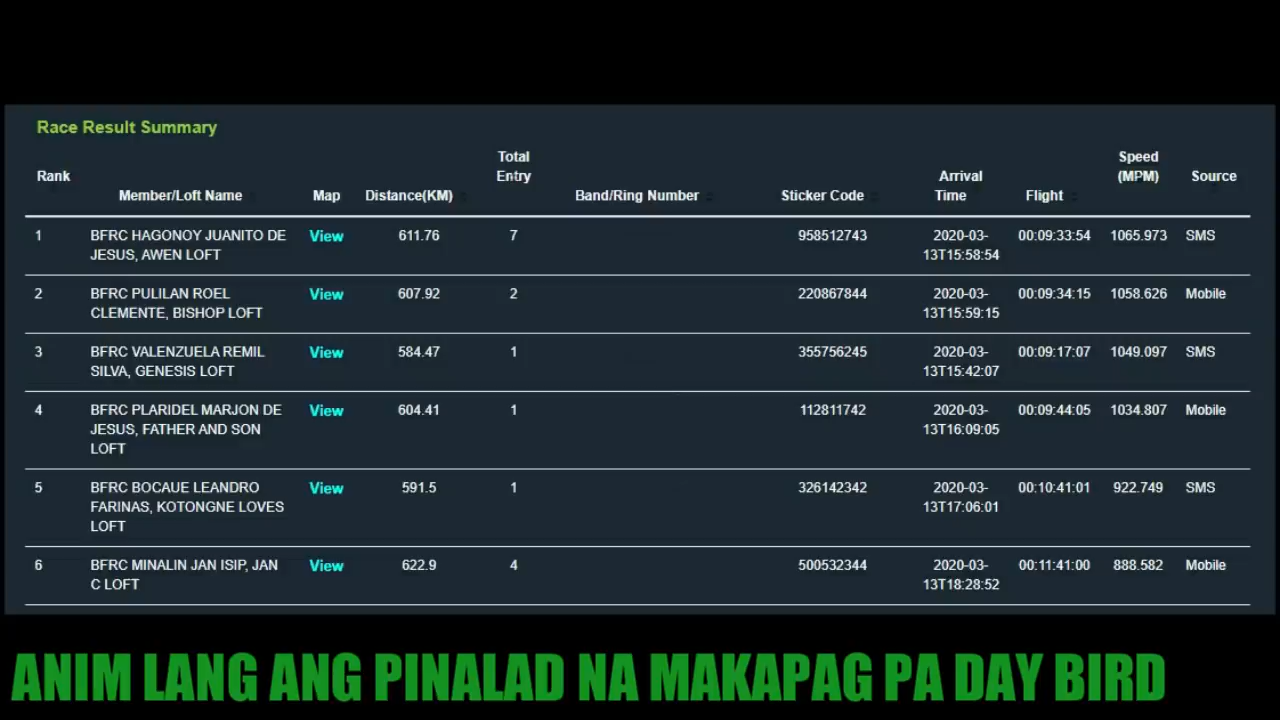 Race Result Summary
Rank Member/Loft Name Map Distance(KM) Total Entry Band/Ring Number Sticker Code Arrival Time Flight Speed (MPM) Source
1 BFRC HAGONOY JUANITO DE JESUS, AWEN LOFT View 611.76 7 958512743 2020-03-13T15:58:54 00:09:33:54 1065.973 SMS
2 BFRC PULILAN ROEL CLEMENTE, BISHOP LOFT View 607.92 2 220867844 2020-03-13T15:59:15 00:09:34:15 1058.626 Mobile
3 BFRC VALENZUELA REMIL SILVA, GENESIS LOFT View 584.47 1 355756245 2020-03-13T15:42:07 00:09:17:07 1049.097 SMS
4 BFRC PLARIDEL MARJON DE JESUS, FATHER AND SON LOFT View 604.41 1 112811742 2020-03-13T16:09:05 00:09:44:05 1034.807 Mobile
5 BFRC BOCAUE LEANDRO FARINAS, KOTONGNE LOVES LOFT View 591.5 1 326142342 2020-03-13T17:06:01 00:10:41:01 922.749 SMS
6 BFRC MINALIN JAN ISIP, JAN C LOFT View 622.9 4 500532344 2020-03-13T18:28:52 00:11:41:00 888.582 Mobile
ANIM LANG ANG PINALAD NA MAKAPAG PA DAY BIRD